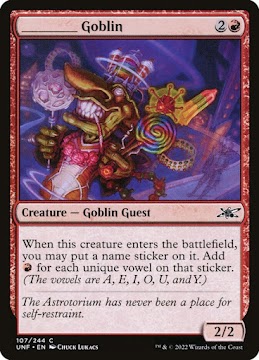 ________ Goblin 2
Creature — Goblin Guest
When this creature enters the battlefield,
you may put a name sticker on it. Add
for each unique vowel on that sticker.
(The vowels are A, E, I, O, U, and Y.)
The Astrotorium has never been a place for
self-restraint.
2/2
107/244 C
UNF • EN CHUCK LUKACS
™ & © 2022 Wizards of the Coast